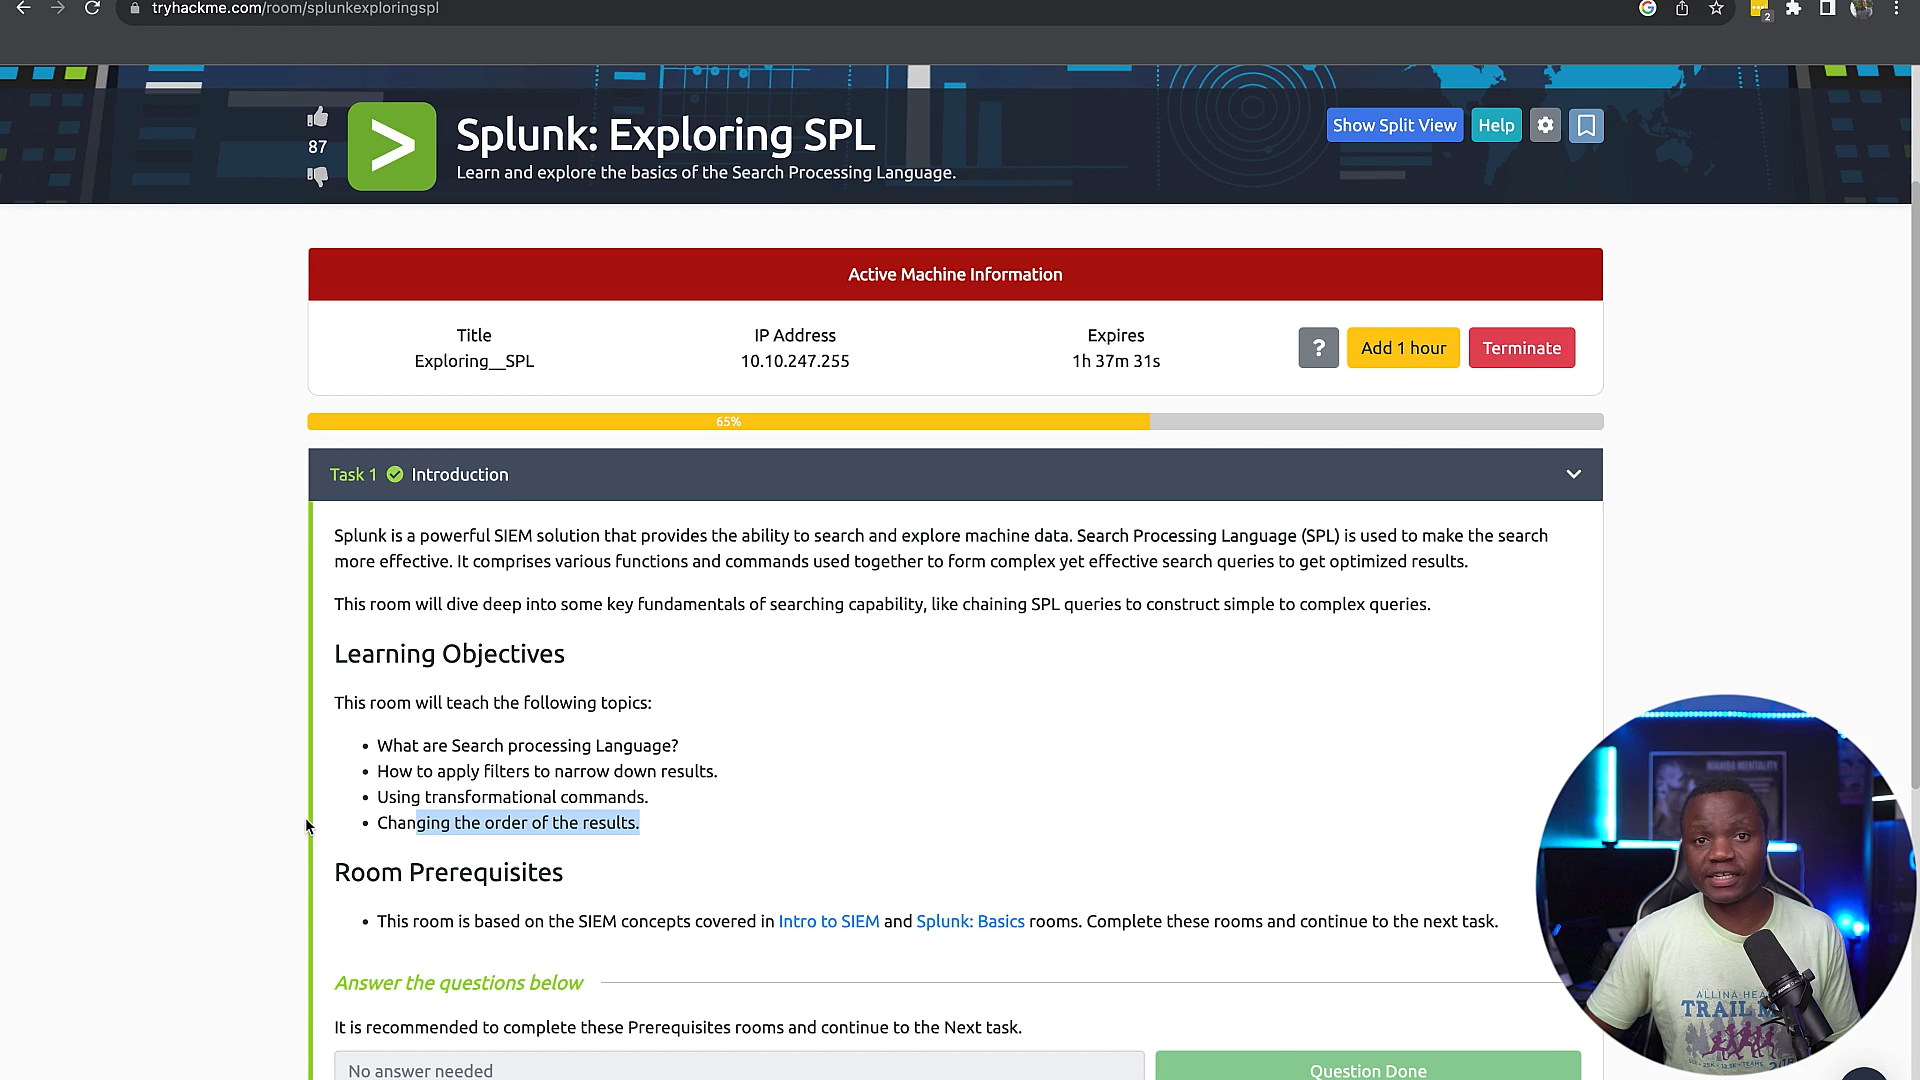 tryhackme.com/room/splunkexploringspl
2
87
Splunk: Exploring SPL
Learn and explore the basics of the Search Processing Language.
Show Split View
Help
Active Machine Information
Title
IP Address
Expires
Exploring__SPL
10.10.247.255
1h 37m 31s
?
Add 1 hour
Terminate
65%
Task 1
Introduction
Splunk is a powerful SIEM solution that provides the ability to search and explore machine data. Search Processing Language (SPL) is used to make the search
more effective. It comprises various functions and commands used together to form complex yet effective search queries to get optimized results.
This room will dive deep into some key fundamentals of searching capability, like chaining SPL queries to construct simple to complex queries.
Learning Objectives
This room will teach the following topics:
• What are Search processing Language?
• How to apply filters to narrow down results.
• Using transformational commands.
• Changing the order of the results.
Room Prerequisites
• This room is based on the SIEM concepts covered in Intro to SIEM and Splunk: Basics rooms. Complete these rooms and continue to the next task.
Answer the questions below
It is recommended to complete these Prerequisites rooms and continue to the Next task.
No answer needed
Question Done
MAMBA MENTALITY
ALLINA HEA
TRAIL M